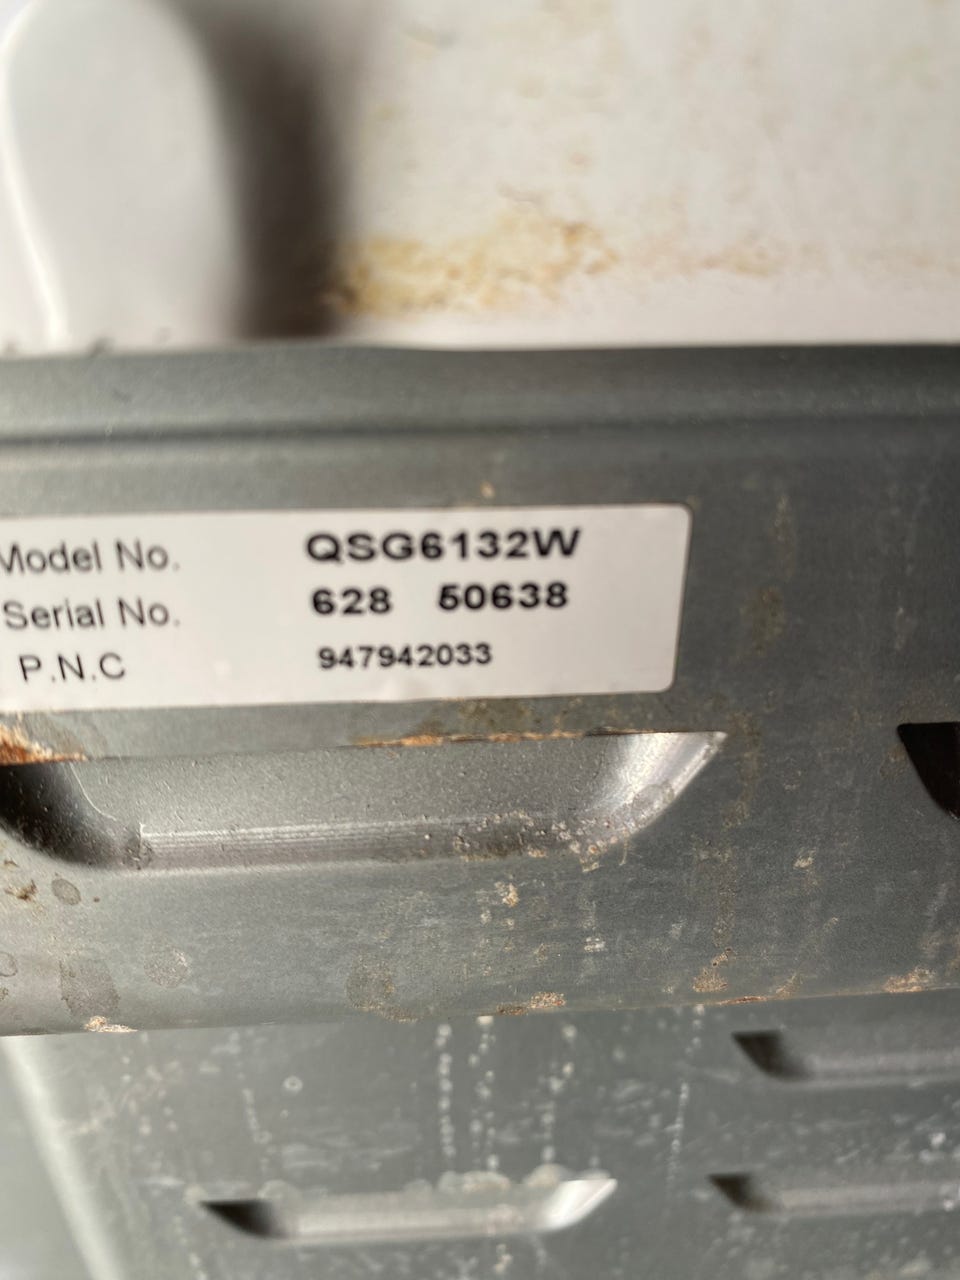 Model No. QSG6132W
Serial No. 628 50638
P.N.C 947942033